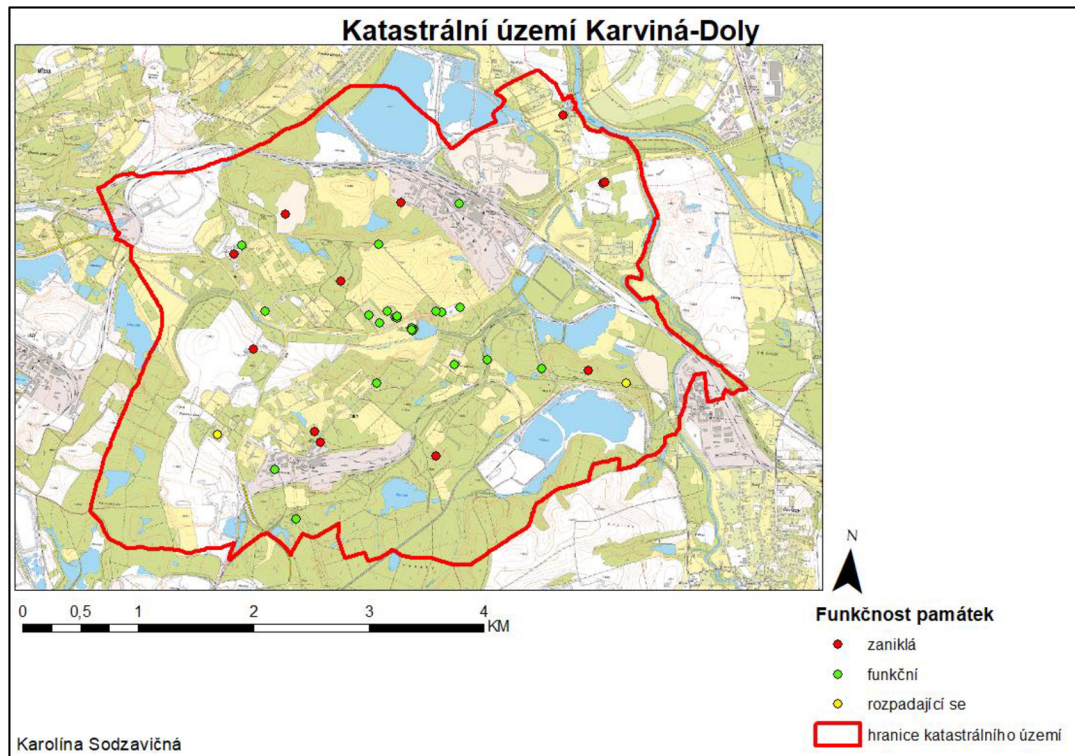 Katastrální území Karviná-Doly
N
0 0,5 1 2 3 4
KM
Funkčnost památek
zaniklá
funkční
rozpadající se
hranice katastrálního území
Karolína Sodzavičná